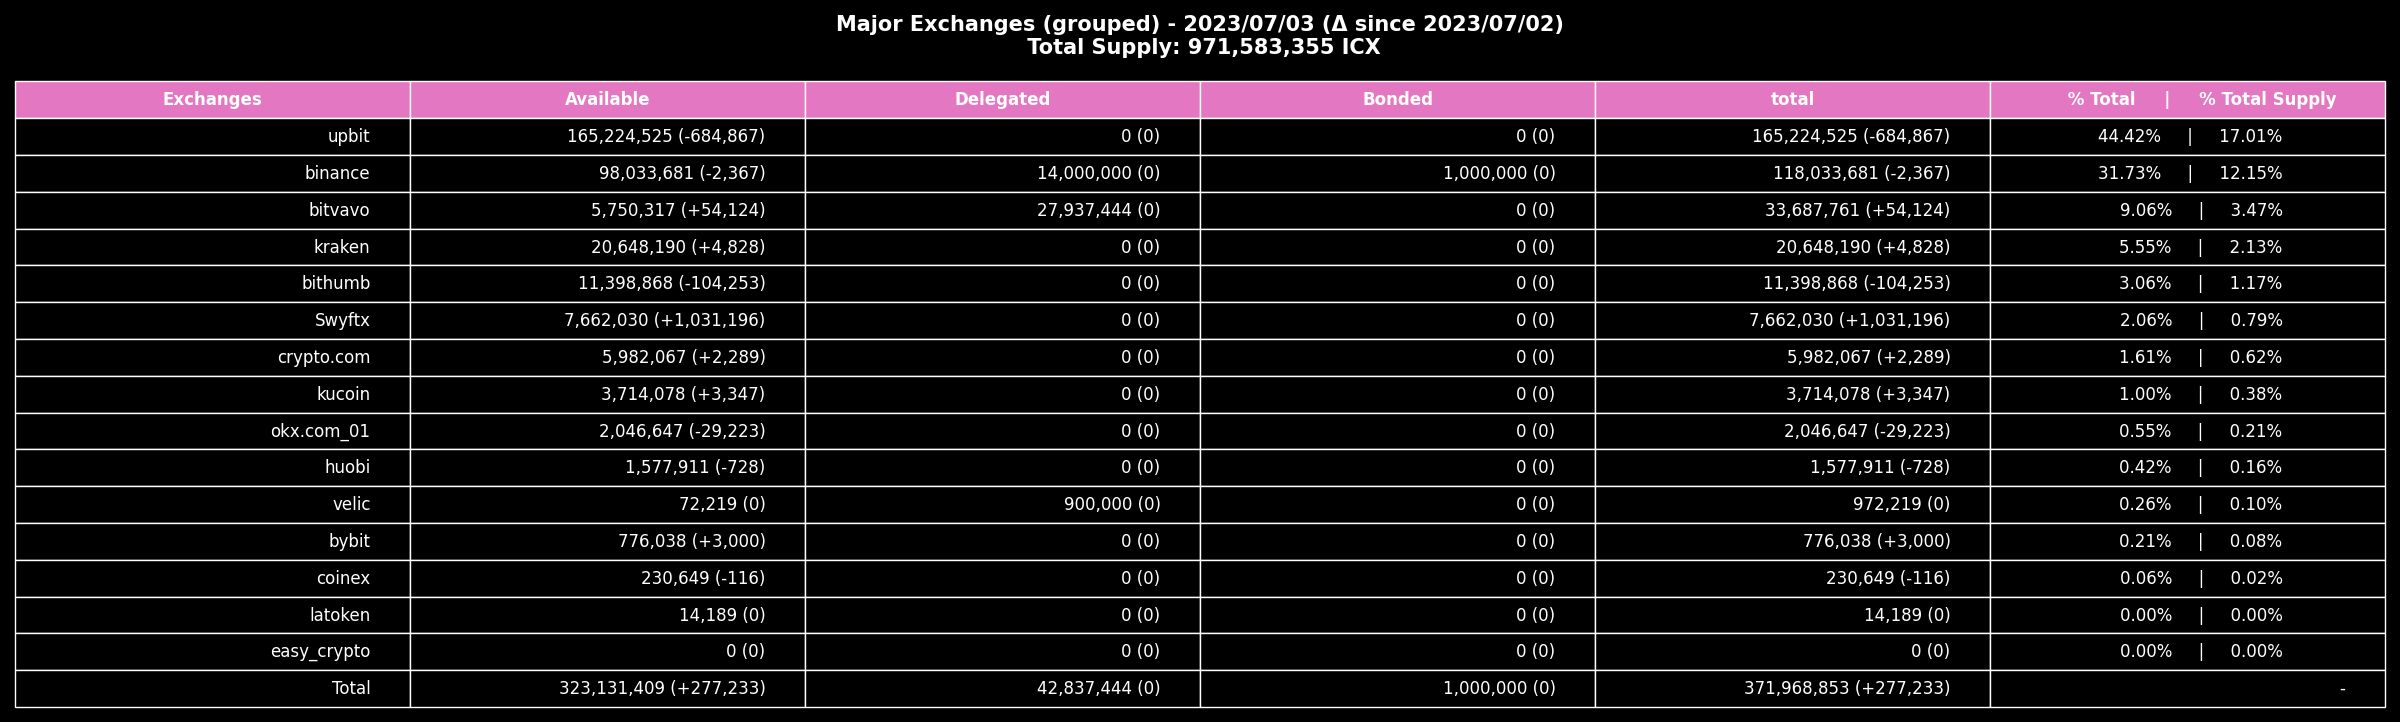 Major Exchanges (grouped) - 2023/07/03 (Δ since 2023/07/02)
Total Supply: 971,583,355 ICX
Exchanges Available Delegated Bonded total % Total | % Total Supply
upbit 165,224,525 (-684,867) 0 (0) 0 (0) 165,224,525 (-684,867) 44.42% | 17.01%
binance 98,033,681 (-2,367) 14,000,000 (0) 1,000,000 (0) 118,033,681 (-2,367) 31.73% | 12.15%
bitvavo 5,750,317 (+54,124) 27,937,444 (0) 0 (0) 33,687,761 (+54,124) 9.06% | 3.47%
kraken 20,648,190 (+4,828) 0 (0) 0 (0) 20,648,190 (+4,828) 5.55% | 2.13%
bithumb 11,398,868 (-104,253) 0 (0) 0 (0) 11,398,868 (-104,253) 3.06% | 1.17%
Swyftx 7,662,030 (+1,031,196) 0 (0) 0 (0) 7,662,030 (+1,031,196) 2.06% | 0.79%
crypto.com 5,982,067 (+2,289) 0 (0) 0 (0) 5,982,067 (+2,289) 1.61% | 0.62%
kucoin 3,714,078 (+3,347) 0 (0) 0 (0) 3,714,078 (+3,347) 1.00% | 0.38%
okx.com_01 2,046,647 (-29,223) 0 (0) 0 (0) 2,046,647 (-29,223) 0.55% | 0.21%
huobi 1,577,911 (-728) 0 (0) 0 (0) 1,577,911 (-728) 0.42% | 0.16%
velic 72,219 (0) 900,000 (0) 0 (0) 972,219 (0) 0.26% | 0.10%
bybit 776,038 (+3,000) 0 (0) 0 (0) 776,038 (+3,000) 0.21% | 0.08%
coinex 230,649 (-116) 0 (0) 0 (0) 230,649 (-116) 0.06% | 0.02%
latoken 14,189 (0) 0 (0) 0 (0) 14,189 (0) 0.00% | 0.00%
easy_crypto 0 (0) 0 (0) 0 (0) 0 (0) 0.00% | 0.00%
Total 323,131,409 (+277,233) 42,837,444 (0) 1,000,000 (0) 371,968,853 (+277,233) -